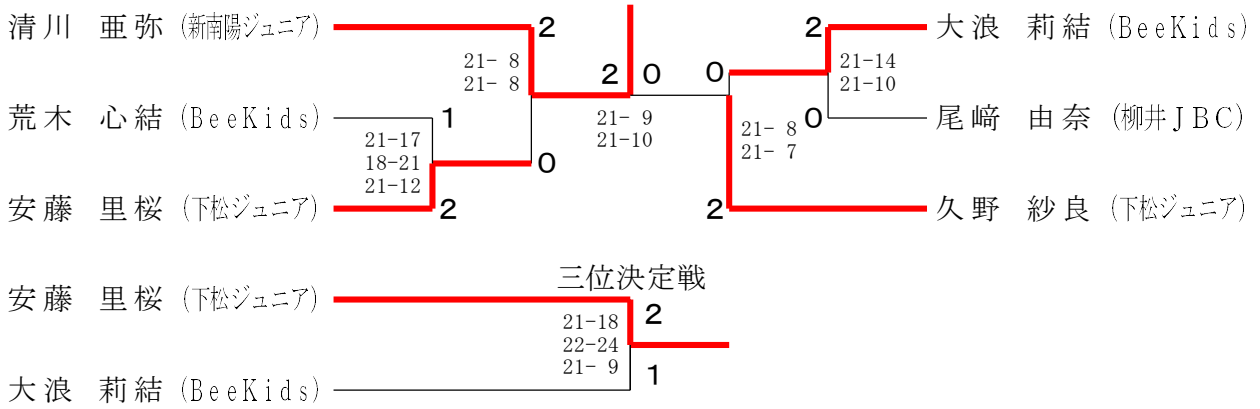 清川 亜弥 (新南陽ジュニア) 2 2 大浪 莉結 (BeeKids)
21- 8 2 0 0 21-14
21- 8 21-10
荒木 心結 (BeeKids) 1 21- 9 21- 8 0 尾﨑 由奈 (柳井JBC)
21-17 21-10 21- 7
18-21 0
21-12
安藤 里桜 (下松ジュニア) 2 2 久野 紗良 (下松ジュニア)
三位決定戦
安藤 里桜 (下松ジュニア)
21-18 2
22-24
21- 9 1
大浪 莉結 (BeeKids)